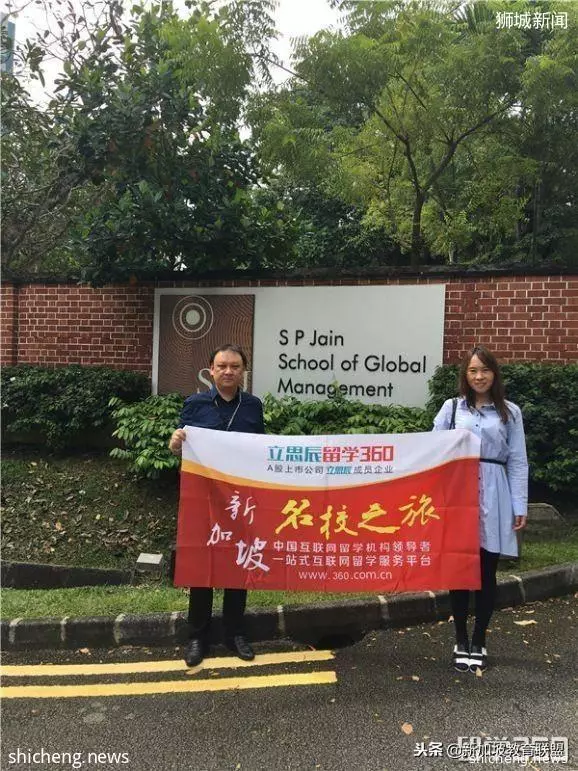 狮城新闻
S P Jain
School of Global
Management
立思辰留学360
A股上市公司 立思辰成员企业
新加坡
名校之旅
中国互联网留学机构领导者
一站式互联网留学服务平台
www.360.com.cn
头条 @新加坡教育联盟
shicheng.news
shicheng.news